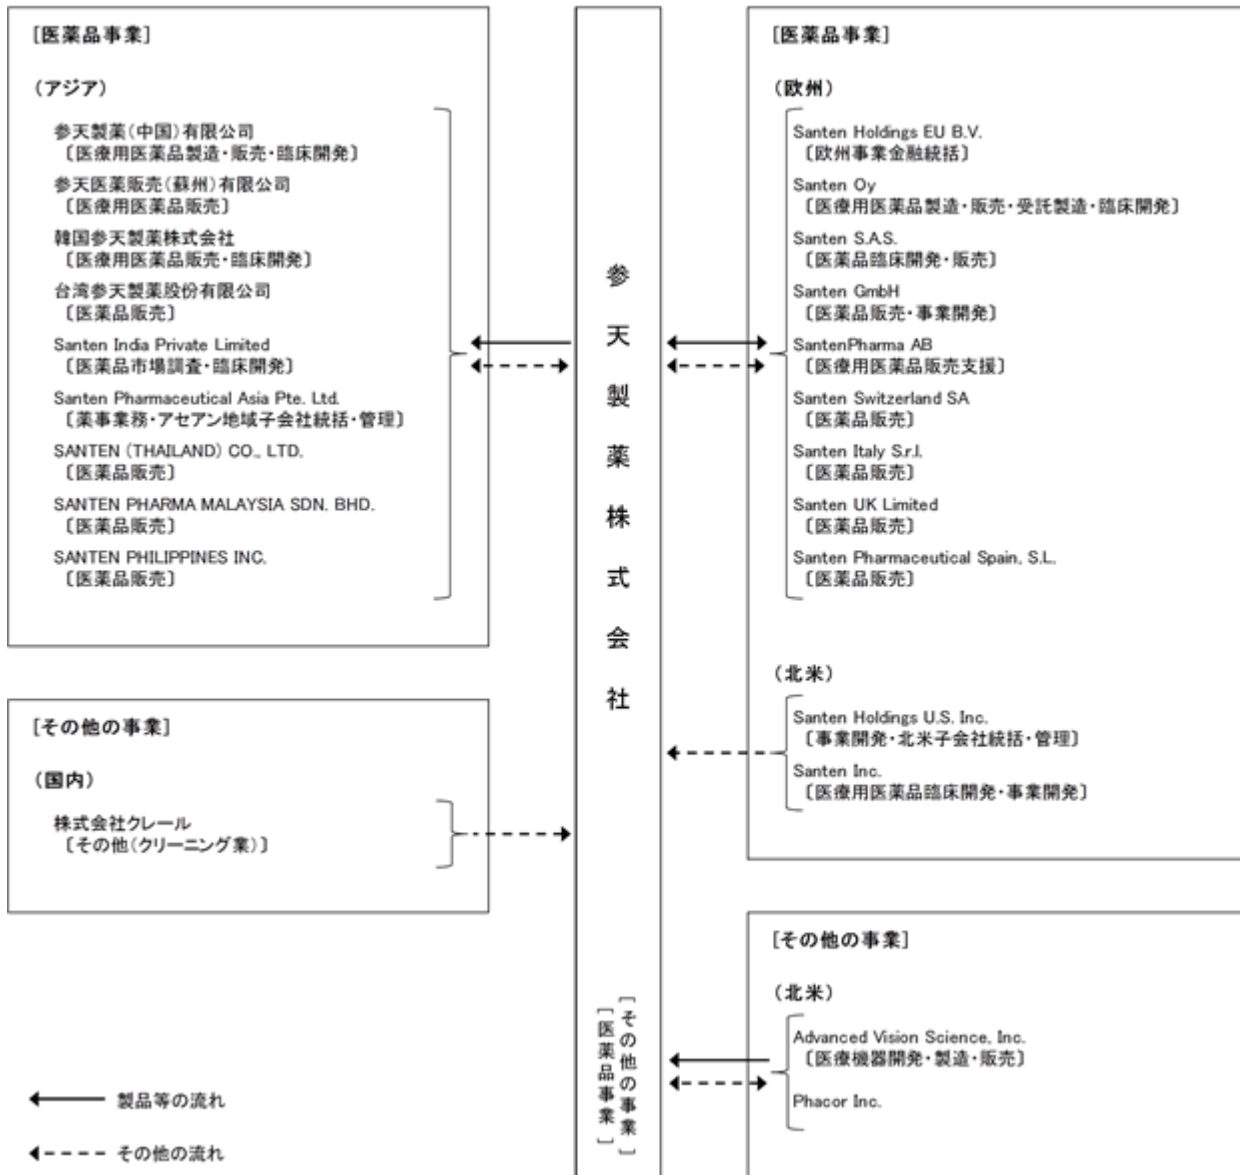 [医薬品事業]
(アジア)
参天製薬(中国)有限公司
〔医療用医薬品製造・販売・臨床開発〕
参天医薬販売(蘇州)有限公司
〔医療用医薬品販売〕
韓国参天製薬株式会社
〔医療用医薬品販売・臨床開発〕
台湾参天製薬股份有限公司
〔医薬品販売〕
Santen India Private Limited
〔医薬品市場調査・臨床開発〕
Santen Pharmaceutical Asia Pte. Ltd.
〔薬事業務・アセアン地域子会社統括・管理〕
SANTEN (THAILAND) CO., LTD.
〔医薬品販売〕
SANTEN PHARMA MALAYSIA SDN. BHD.
〔医薬品販売〕
SANTEN PHILIPPINES INC.
〔医薬品販売〕
[その他の事業]
(国内)
株式会社クレール
〔その他(クリーニング業)〕
製品等の流れ
その他の流れ
参天製薬株式会社
[その他の事業]
[医薬品事業]
[医薬品事業]
(欧州)
Santen Holdings EU B.V.
〔欧州事業金融統括〕
Santen Oy
〔医療用医薬品製造・販売・受託製造・臨床開発〕
Santen S.A.S.
〔医薬品臨床開発・販売〕
Santen GmbH
〔医薬品販売・事業開発〕
SantenPharma AB
〔医療用医薬品販売支援〕
Santen Switzerland SA
〔医薬品販売〕
Santen Italy S.r.l.
〔医薬品販売〕
Santen UK Limited
〔医薬品販売〕
Santen Pharmaceutical Spain, S.L.
〔医薬品販売〕
(北米)
Santen Holdings U.S. Inc.
〔事業開発・北米子会社統括・管理〕
Santen Inc.
〔医療用医薬品臨床開発・事業開発〕
[その他の事業]
(北米)
Advanced Vision Science, Inc.
〔医療機器開発・製造・販売〕
Phacor Inc.